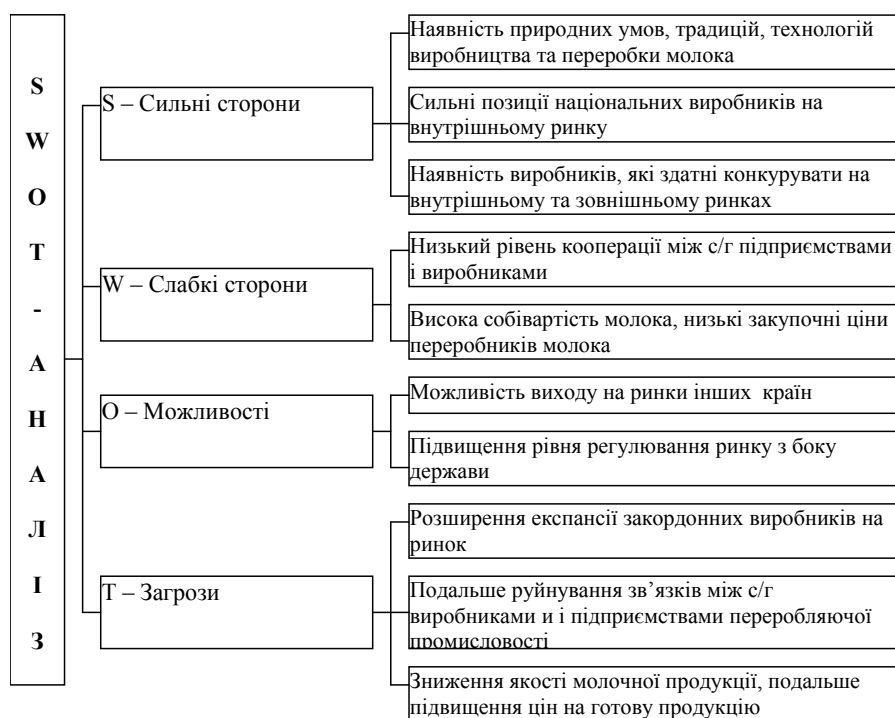 S W O T - А Н А Л І З
S – Сильні сторони
Наявність природних умов, традицій, технологій
виробництва та переробки молока
Сильні позиції національних виробників на
внутрішньому ринку
Наявність виробників, які здатні конкурувати на
внутрішньому та зовнішньому ринках
W – Слабкі сторони
Низький рівень кооперації між с/г підприємствами
і виробниками
Висока собівартість молока, низькі закупочні ціни
переробників молока
О – Можливості
Можливість виходу на ринки інших країн
Підвищення рівня регулювання ринку з боку
держави
Т – Загрози
Розширення експансії закордонних виробників на
ринок
Подальше руйнування зв’язків між с/г
виробниками и і підприємствами переробляючої
промисловості
Зниження якості молочної продукції, подальше
підвищення цін на готову продукцію